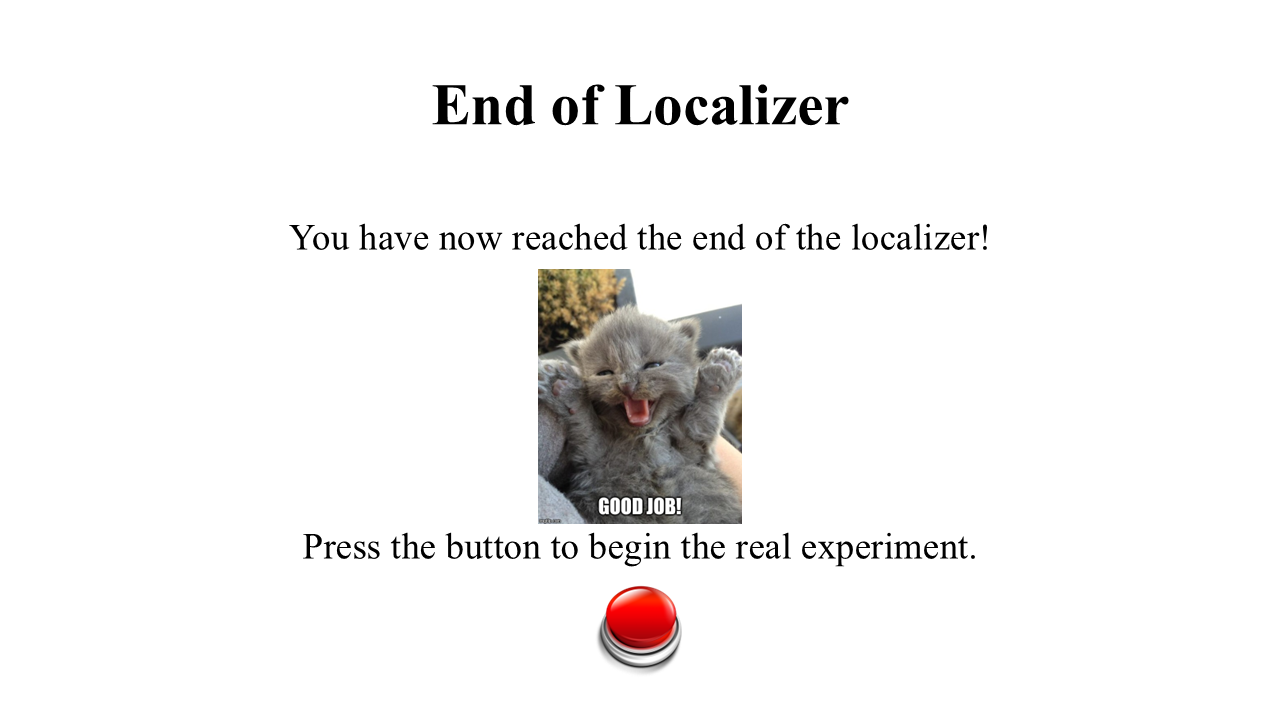 End of Localizer
You have now reached the end of the localizer!
GOOD JOB!
Press the button to begin the real experiment.